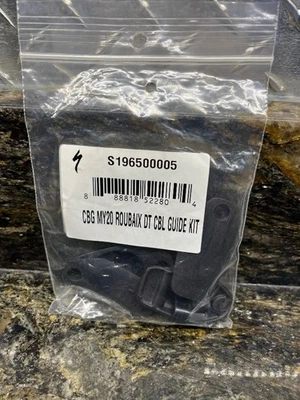 S196500005
8 88818 52280 4
CBG MY20 ROUBAIX DT CBL GUIDE KIT